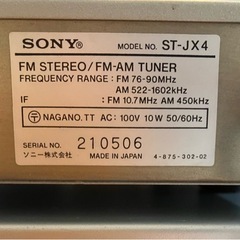 SONY® MODEL NO. ST-JX4
FM STEREO/FM-AM TUNER
FREQUENCY RANGE : FM 76-90MHz
AM 522-1602kHz
IF : FM 10.7MHz AM 450kHz
NAGANO.TT AC: 100V 10W 50/60Hz
SERIAL NO. 210506
ソニー株式会社 MADE IN JAPAN 4-875-302-02